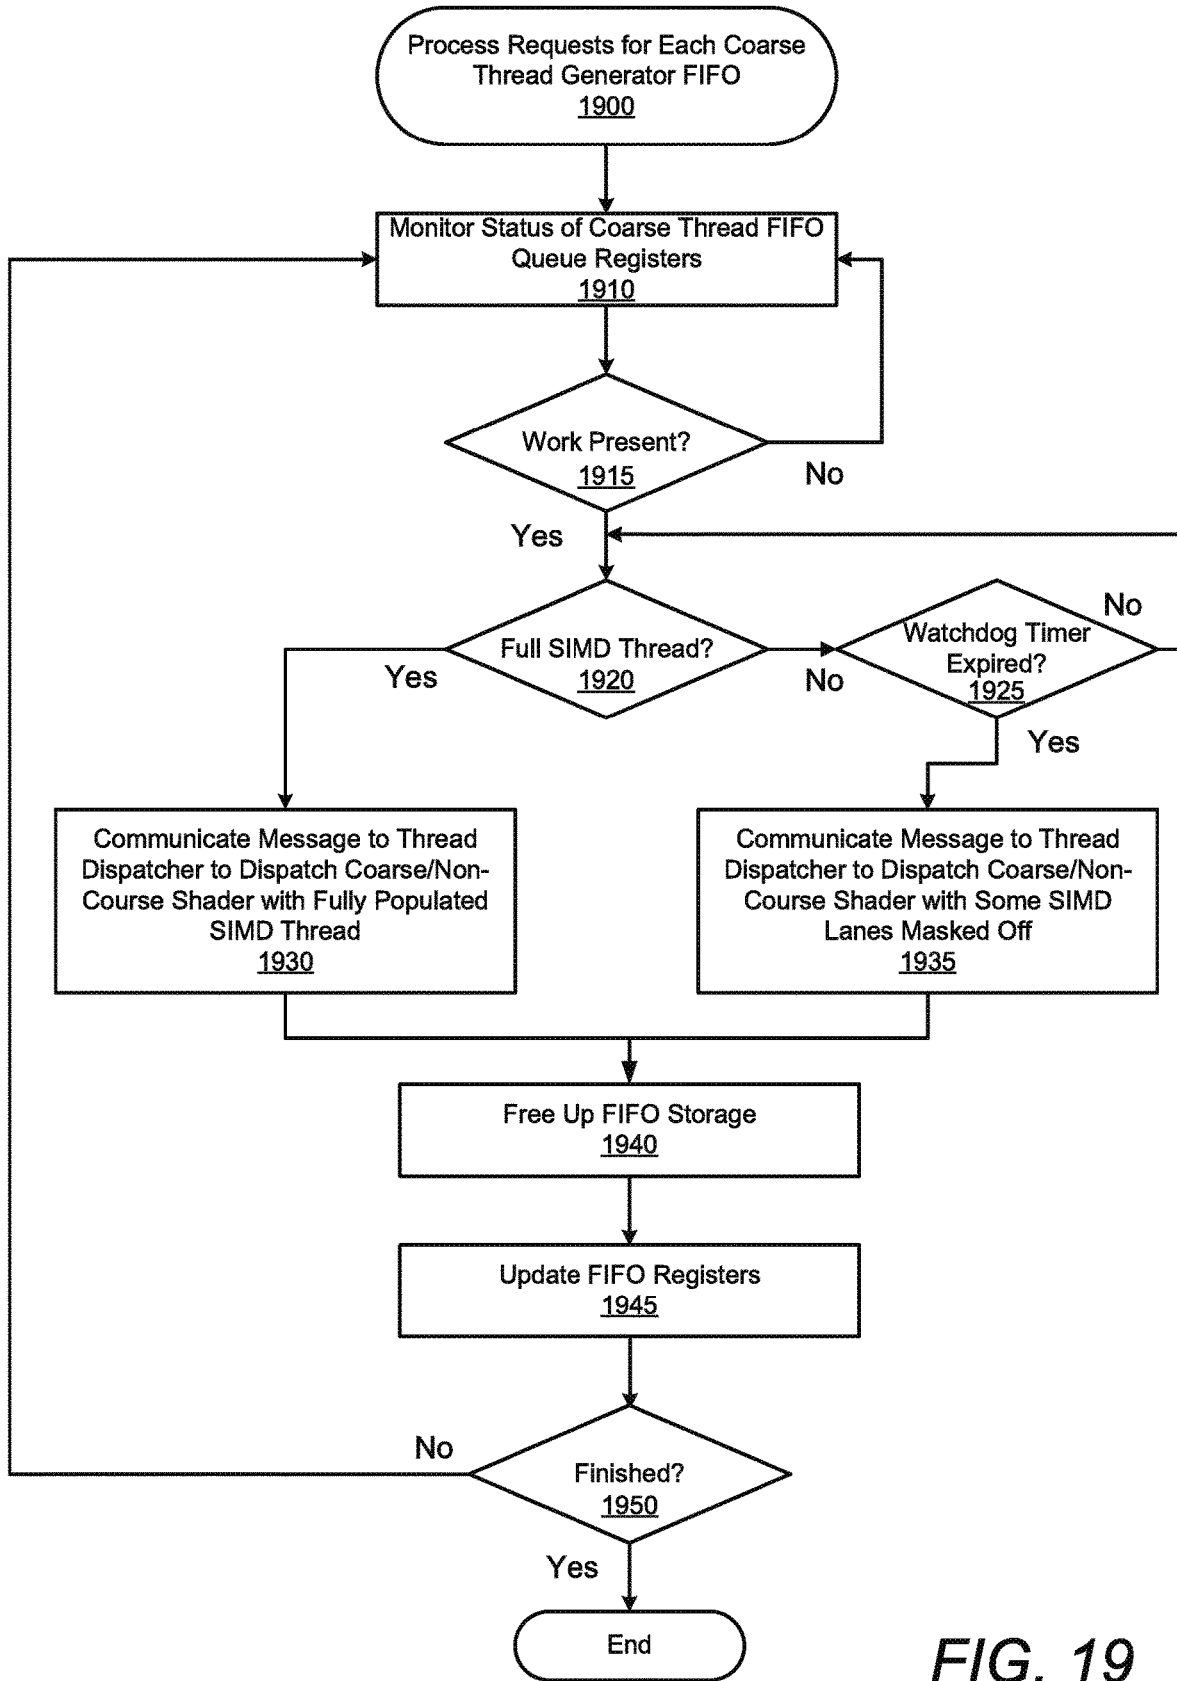 Process Requests for Each Coarse
Thread Generator FIFO
1900
Monitor Status of Coarse Thread FIFO
Queue Registers
1910
Work Present?
1915
No
Yes
Full SIMD Thread?
1920
Yes
No
Watchdog Timer
Expired?
1925
No
Yes
Communicate Message to Thread
Dispatcher to Dispatch Coarse/Non-
Course Shader with Fully Populated
SIMD Thread
1930
Communicate Message to Thread
Dispatcher to Dispatch Coarse/Non-
Course Shader with Some SIMD
Lanes Masked Off
1935
Free Up FIFO Storage
1940
Update FIFO Registers
1945
No
Finished?
1950
Yes
End
FIG. 19